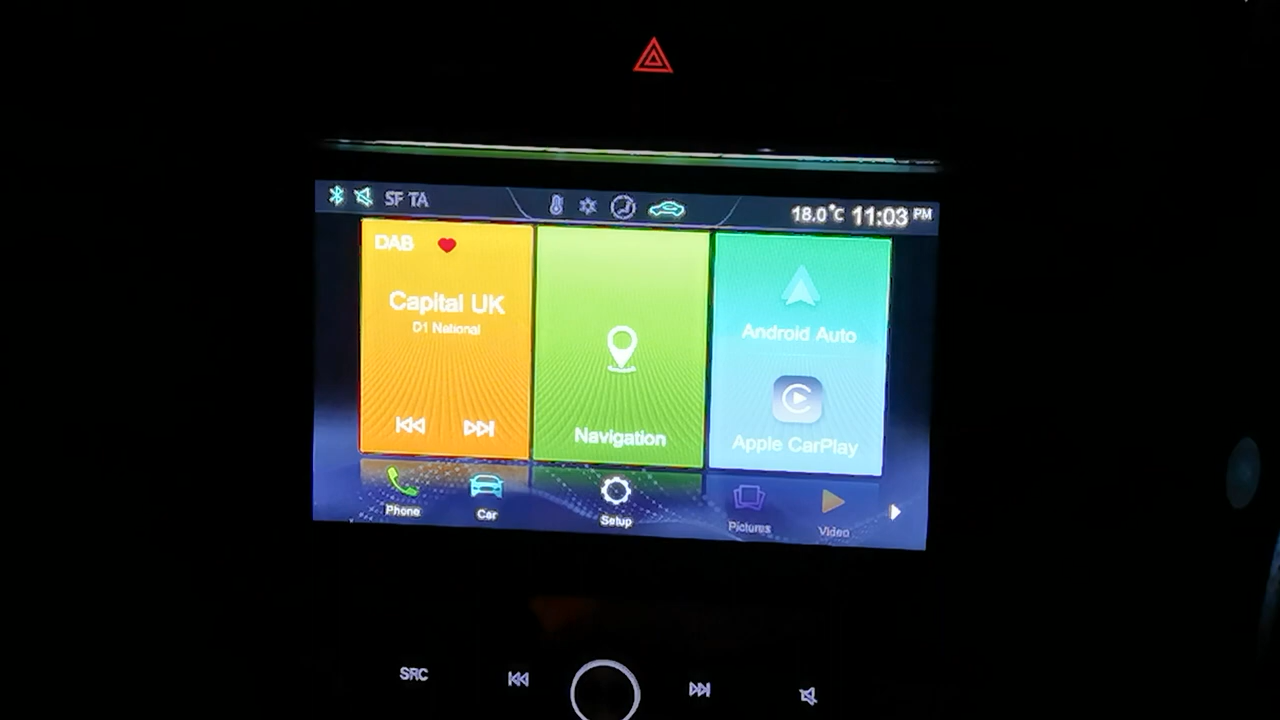 SF TA
18.0°C 11:03 PM
DAB
Capital UK
D1 National
Navigation
Android Auto
Apple CarPlay
Phone
Car
Setup
Pictures
Video
SRC